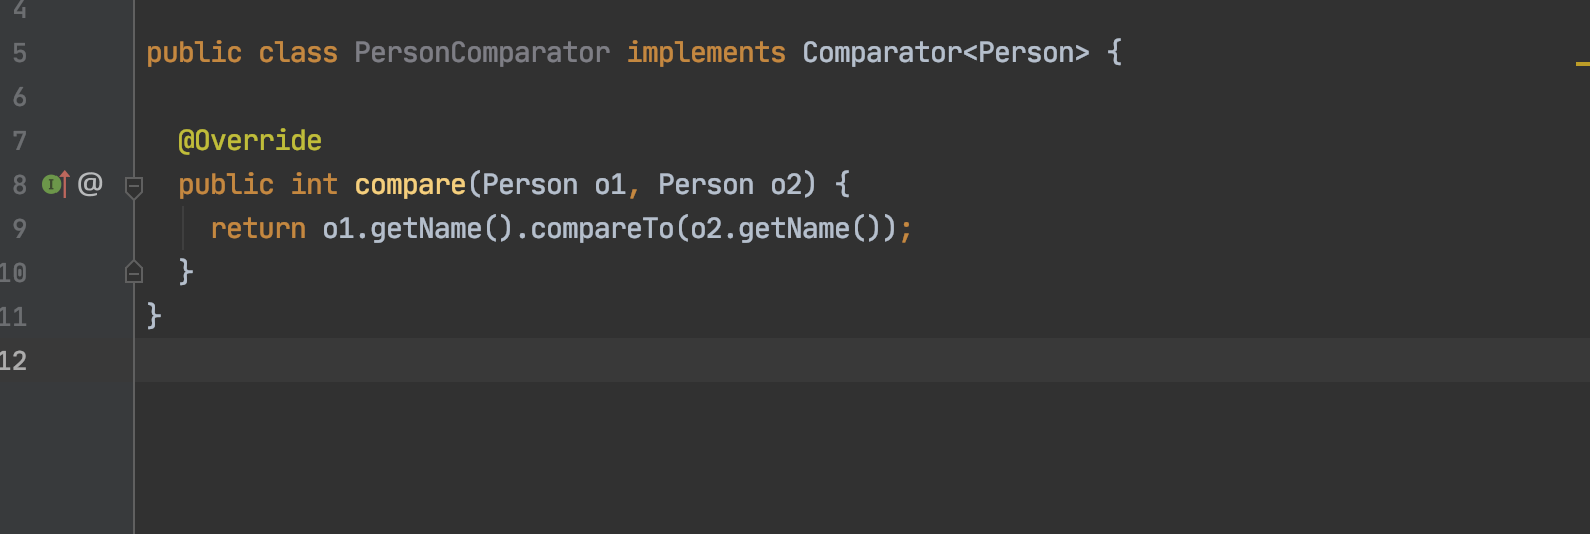 4
5 public class PersonComparator implements Comparator<Person> {
6
7 @Override
8 @ public int compare(Person o1, Person o2) {
9 return o1.getName().compareTo(o2.getName());
10 }
11 }
12